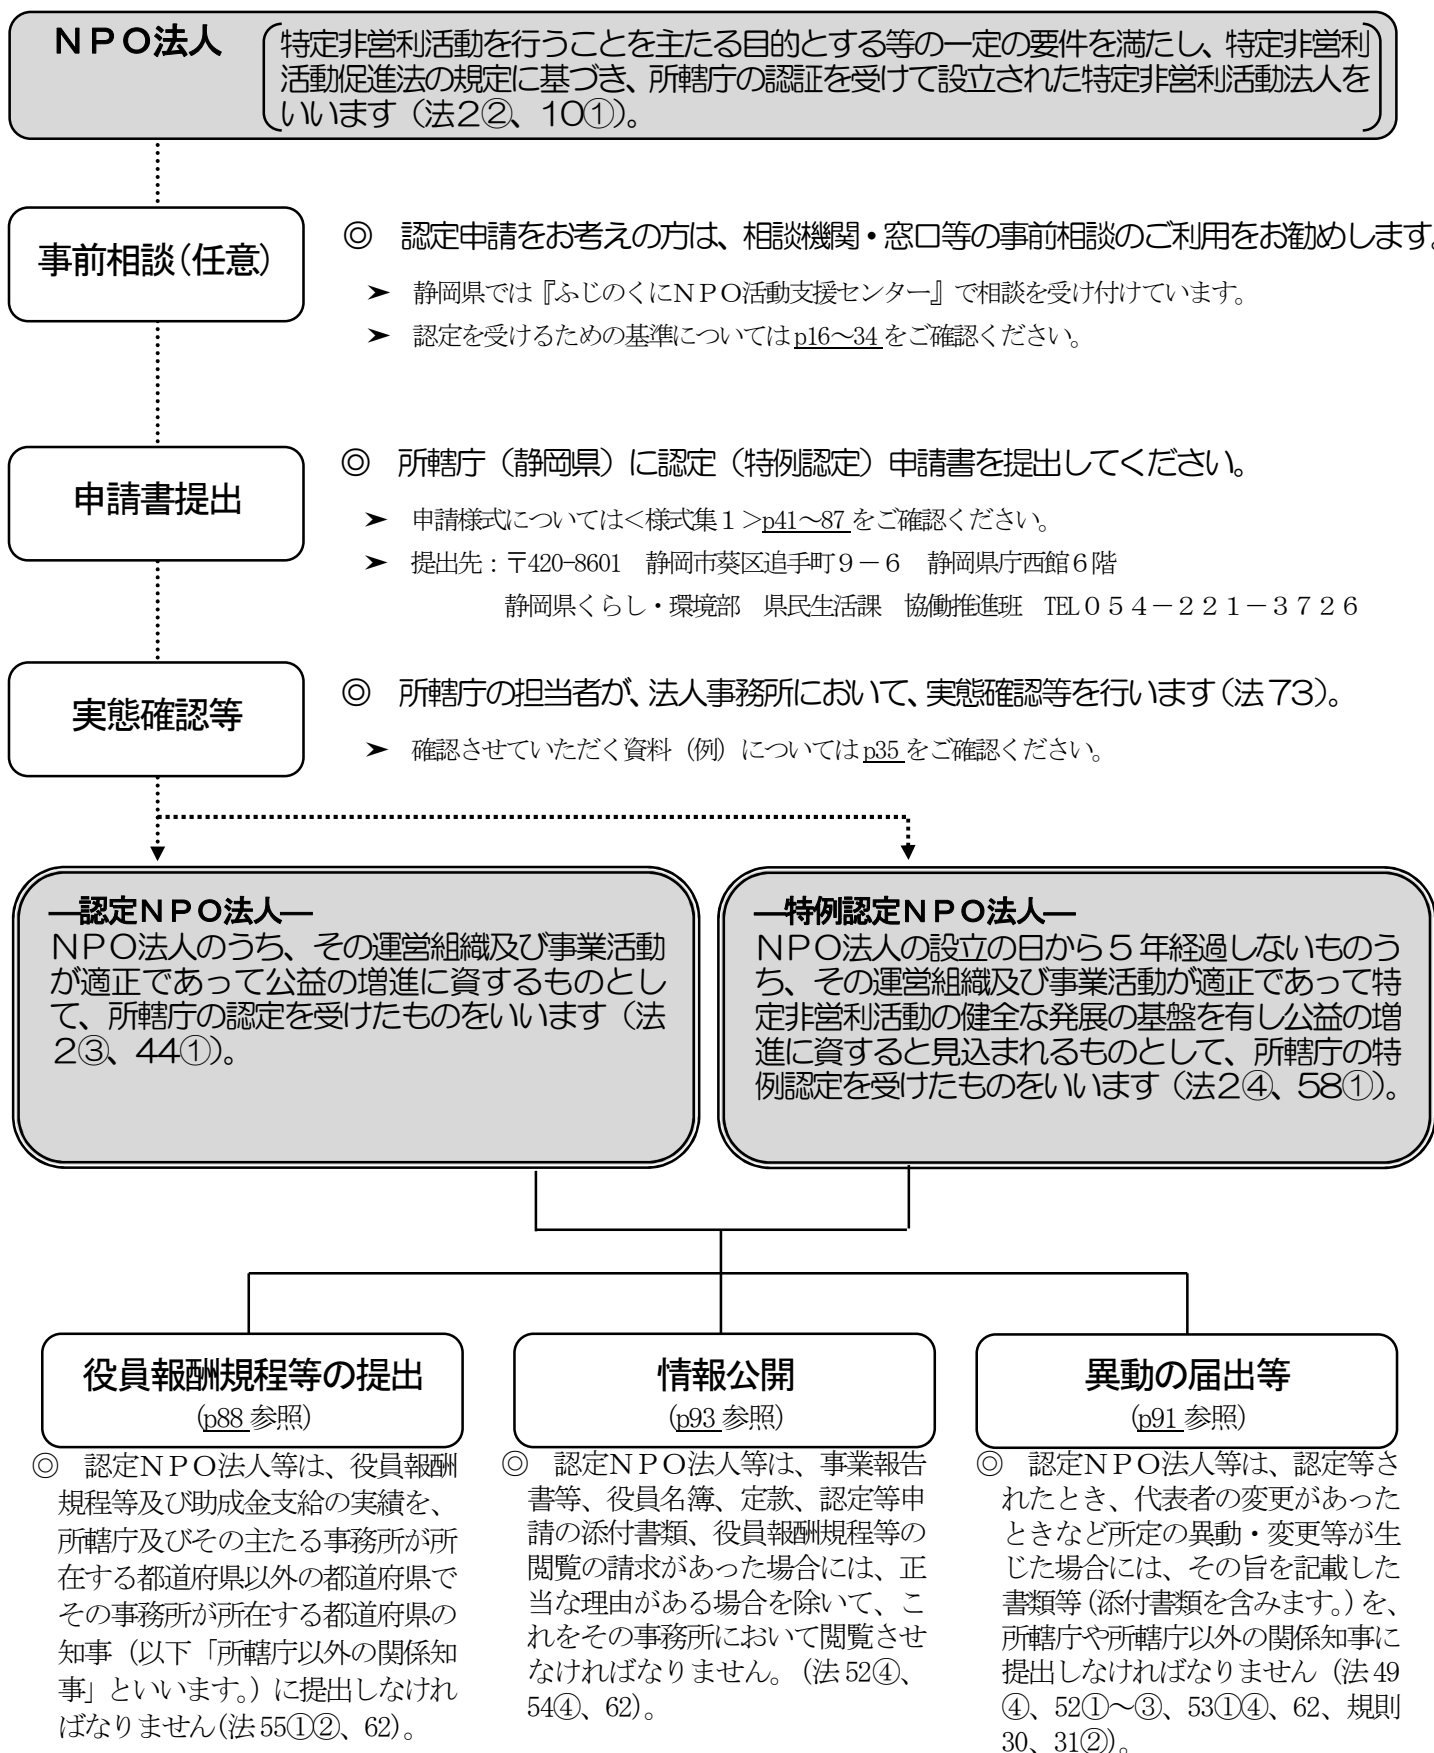 ＮＰＯ法人
特定非営利活動を行うことを主たる目的とする等の一定の要件を満たし、特定非営利
活動促進法の規定に基づき、所轄庁の認証を受けて設立された特定非営利活動法人を
いいます（法２②、10①）。
事前相談（任意）
◎　認定申請をお考えの方は、相談機関・窓口等の事前相談のご利用をお勧めします。
➤　静岡県では『ふじのくにＮＰＯ活動支援センター』で相談を受け付けています。
➤　認定を受けるための基準については p16～34 をご確認ください。
申請書提出
◎　所轄庁（静岡県）に認定（特例認定）申請書を提出してください。
➤　申請様式については＜様式集１＞p41～87 をご確認ください。
➤　提出先：〒420-8601　静岡市葵区追手町９－６　静岡県庁西館６階
静岡県くらし・環境部　県民生活課　協働推進班　TEL０５４－２２１－３７２６
実態確認等
◎　所轄庁の担当者が、法人事務所において、実態確認等を行います（法 73）。
➤　確認させていただく資料（例）については p35 をご確認ください。
―認定ＮＰＯ法人―
ＮＰＯ法人のうち、その運営組織及び事業活動
が適正であって公益の増進に資するものとし
て、所轄庁の認定を受けたものをいいます（法
２③、44①）。
―特例認定ＮＰＯ法人―
ＮＰＯ法人の設立の日から５年経過しないものう
ち、その運営組織及び事業活動が適正であって特
定非営利活動の健全な発展の基盤を有し公益の増
進に資すると見込まれるものとして、所轄庁の特
例認定を受けたものをいいます（法２④、58①）。
役員報酬規程等の提出
（p88 参照）
◎　認定ＮＰＯ法人等は、役員報酬
規程等及び助成金支給の実績を、
所轄庁及びその主たる事務所が所
在する都道府県以外の都道府県で
その事務所が所在する都道府県の
知事（以下「所轄庁以外の関係知
事」といいます。）に提出しなけれ
ばなりません（法 55①②、62）。
情報公開
（p93 参照）
◎　認定ＮＰＯ法人等は、事業報告
書等、役員名簿、定款、認定等申
請の添付書類、役員報酬規程等の
閲覧の請求があった場合には、正
当な理由がある場合を除いて、こ
れをその事務所において閲覧させ
なければなりません。（法 52④、
54④、62）。
異動の届出等
（p91 参照）
◎　認定ＮＰＯ法人等は、認定等さ
れたとき、代表者の変更があった
ときなど所定の異動・変更等が生
じた場合には、その旨を記載した
書類等（添付書類を含みます。）を、
所轄庁や所轄庁以外の関係知事に
提出しなければなりません（法 49
④、52①～③、53①④、62、規則
30、31②）。